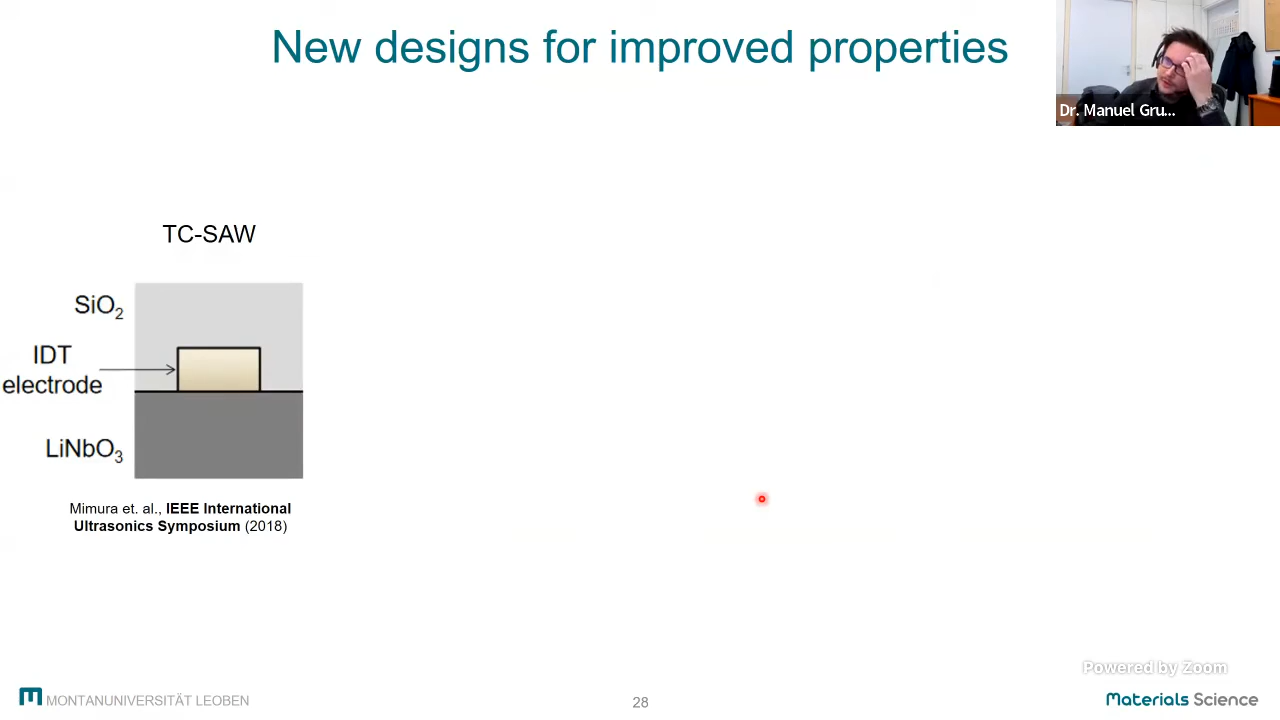 New designs for improved properties
Dr. Manuel Gru...
TC-SAW
SiO₂
IDT
electrode
LiNbO₃
Mimura et. al., IEEE International
Ultrasonics Symposium (2018)
Powered by Zoom
MONTANUNIVERSITÄT LEOBEN
28
Materials Science